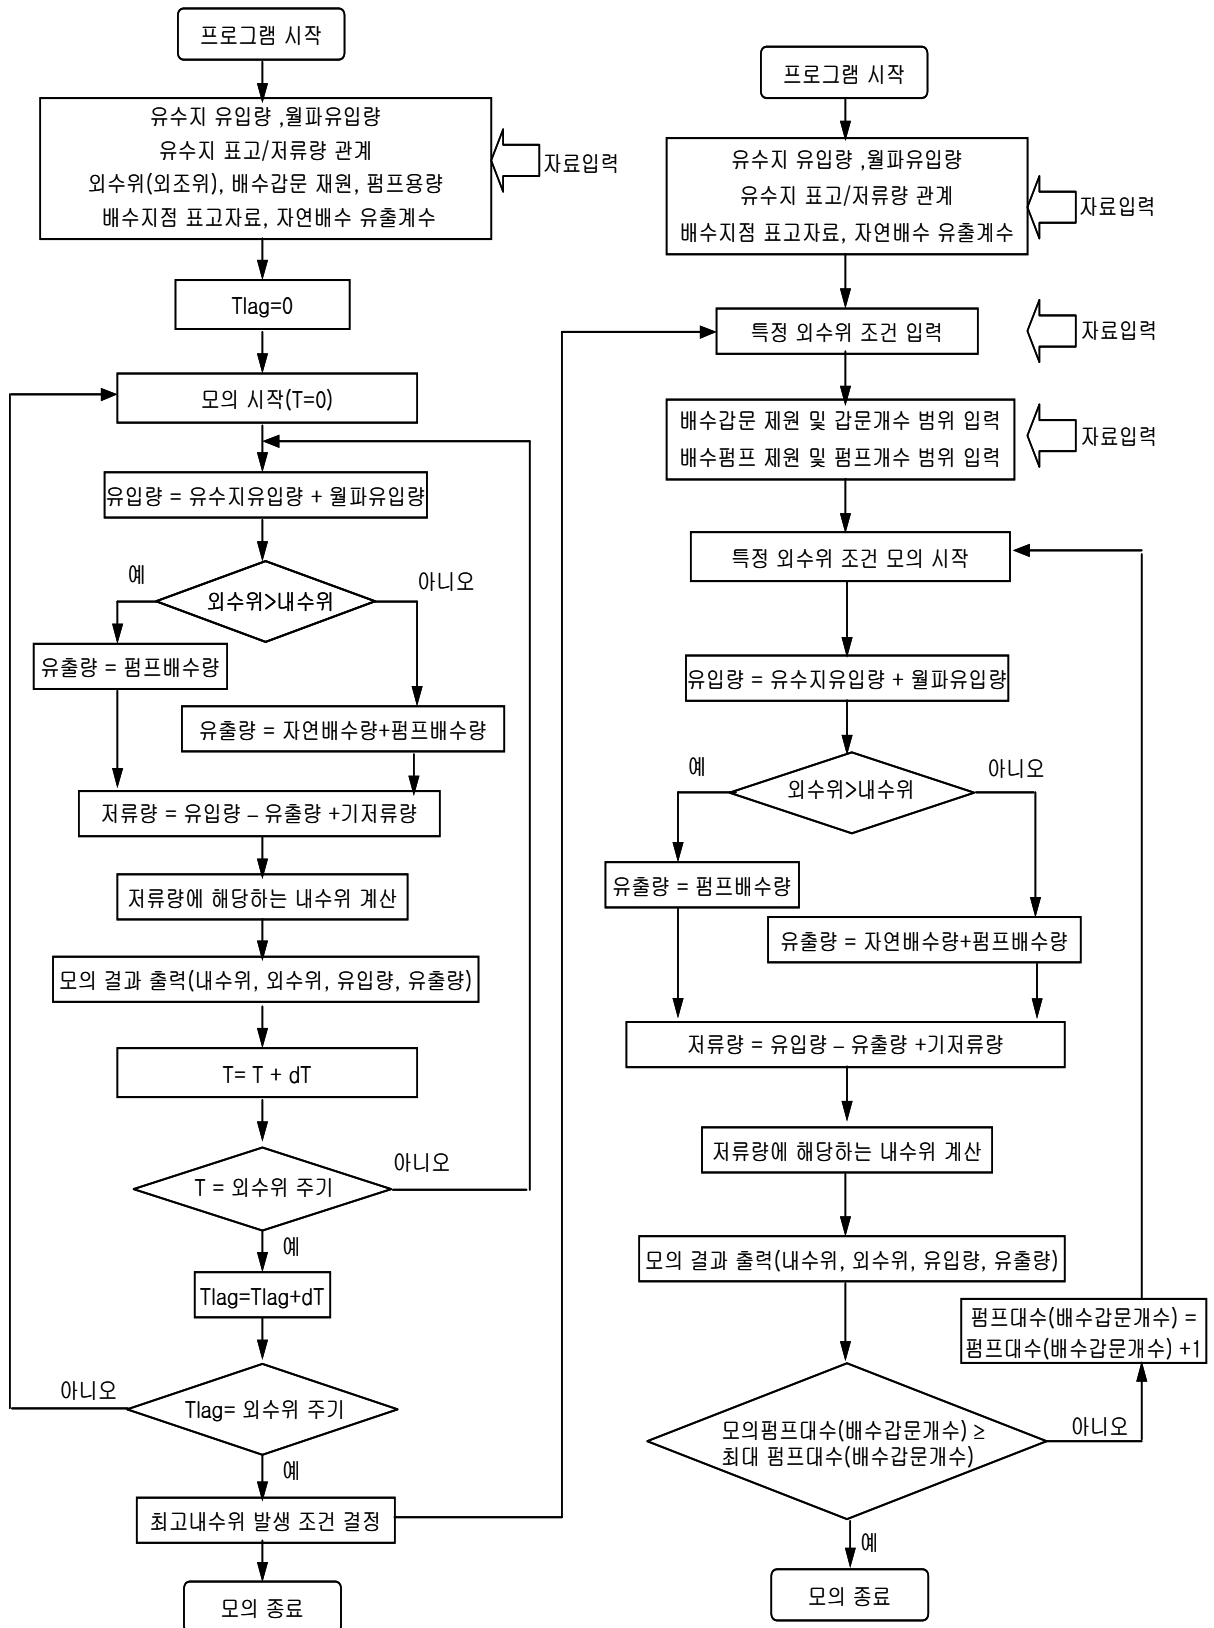 프로그램 시작
유수지 유입량 ,월파유입량
유수지 표고/저류량 관계
외수위(외조위), 배수갑문 재원, 펌프용량
배수지점 표고자료, 자연배수 유출계수
자료입력
Tlag=0
모의 시작(T=0)
유입량 = 유수지유입량 + 월파유입량
예
외수위>내수위
아니오
유출량 = 펌프배수량
유출량 = 자연배수량+펌프배수량
저류량 = 유입량 – 유출량 +기저류량
저류량에 해당하는 내수위 계산
모의 결과 출력(내수위, 외수위, 유입량, 유출량)
T= T + dT
T = 외수위 주기
아니오
예
Tlag=Tlag+dT
아니오
Tlag= 외수위 주기
예
최고내수위 발생 조건 결정
모의 종료
프로그램 시작
유수지 유입량 ,월파유입량
유수지 표고/저류량 관계
배수지점 표고자료, 자연배수 유출계수
자료입력
특정 외수위 조건 입력
자료입력
배수갑문 제원 및 갑문개수 범위 입력
배수펌프 제원 및 펌프개수 범위 입력
자료입력
특정 외수위 조건 모의 시작
유입량 = 유수지유입량 + 월파유입량
예
외수위>내수위
아니오
유출량 = 펌프배수량
유출량 = 자연배수량+펌프배수량
저류량 = 유입량 – 유출량 +기저류량
저류량에 해당하는 내수위 계산
모의 결과 출력(내수위, 외수위, 유입량, 유출량)
펌프대수(배수갑문개수) =
펌프대수(배수갑문개수) +1
모의펌프대수(배수갑문개수) ≥
최대 펌프대수(배수갑문개수)
아니오
예
모의 종료